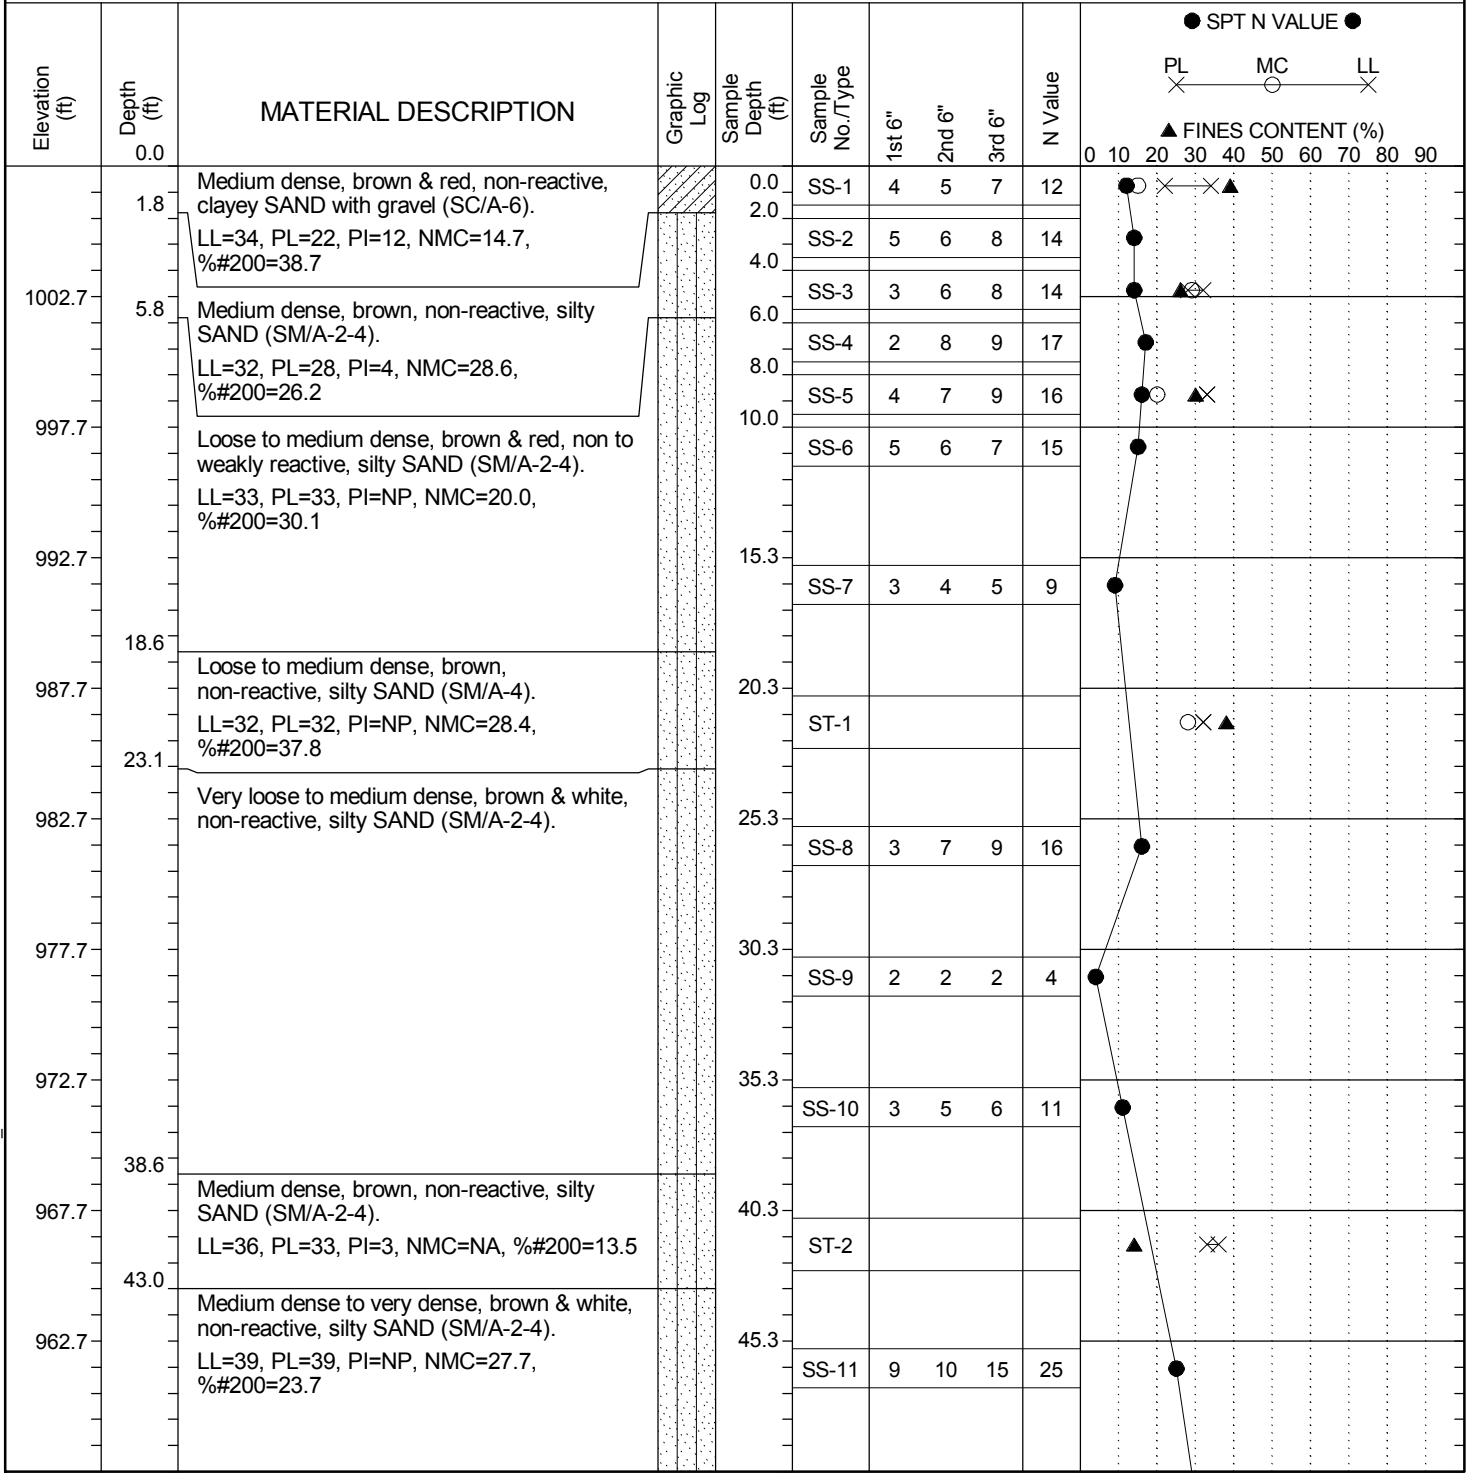 ● SPT N VALUE ●
PL MC LL
▲ FINES CONTENT (%)
0 10 20 30 40 50 60 70 80 90
Elevation (ft)
Depth (ft)
0.0
MATERIAL DESCRIPTION
Graphic Log
Sample Depth (ft)
Sample No./Type
1st 6"
2nd 6"
3rd 6"
N Value
Medium dense, brown & red, non-reactive,
clayey SAND with gravel (SC/A-6).
LL=34, PL=22, PI=12, NMC=14.7,
%#200=38.7
1.8
Medium dense, brown, non-reactive, silty
SAND (SM/A-2-4).
LL=32, PL=28, PI=4, NMC=28.6,
%#200=26.2
1002.7
5.8
Loose to medium dense, brown & red, non to
weakly reactive, silty SAND (SM/A-2-4).
LL=33, PL=33, PI=NP, NMC=20.0,
%#200=30.1
997.7
992.7
18.6
Loose to medium dense, brown,
non-reactive, silty SAND (SM/A-4).
LL=32, PL=32, PI=NP, NMC=28.4,
%#200=37.8
987.7
23.1
Very loose to medium dense, brown & white,
non-reactive, silty SAND (SM/A-2-4).
982.7
977.7
972.7
38.6
Medium dense, brown, non-reactive, silty
SAND (SM/A-2-4).
LL=36, PL=33, PI=3, NMC=NA, %#200=13.5
967.7
43.0
Medium dense to very dense, brown & white,
non-reactive, silty SAND (SM/A-2-4).
LL=39, PL=39, PI=NP, NMC=27.7,
%#200=23.7
962.7
0.0 SS-1 4 5 7 12
2.0
SS-2 5 6 8 14
4.0
SS-3 3 6 8 14
6.0
SS-4 2 8 9 17
8.0
SS-5 4 7 9 16
10.0
SS-6 5 6 7 15
15.3
SS-7 3 4 5 9
20.3
ST-1
25.3
SS-8 3 7 9 16
30.3
SS-9 2 2 2 4
35.3
SS-10 3 5 6 11
40.3
ST-2
45.3
SS-11 9 10 15 25